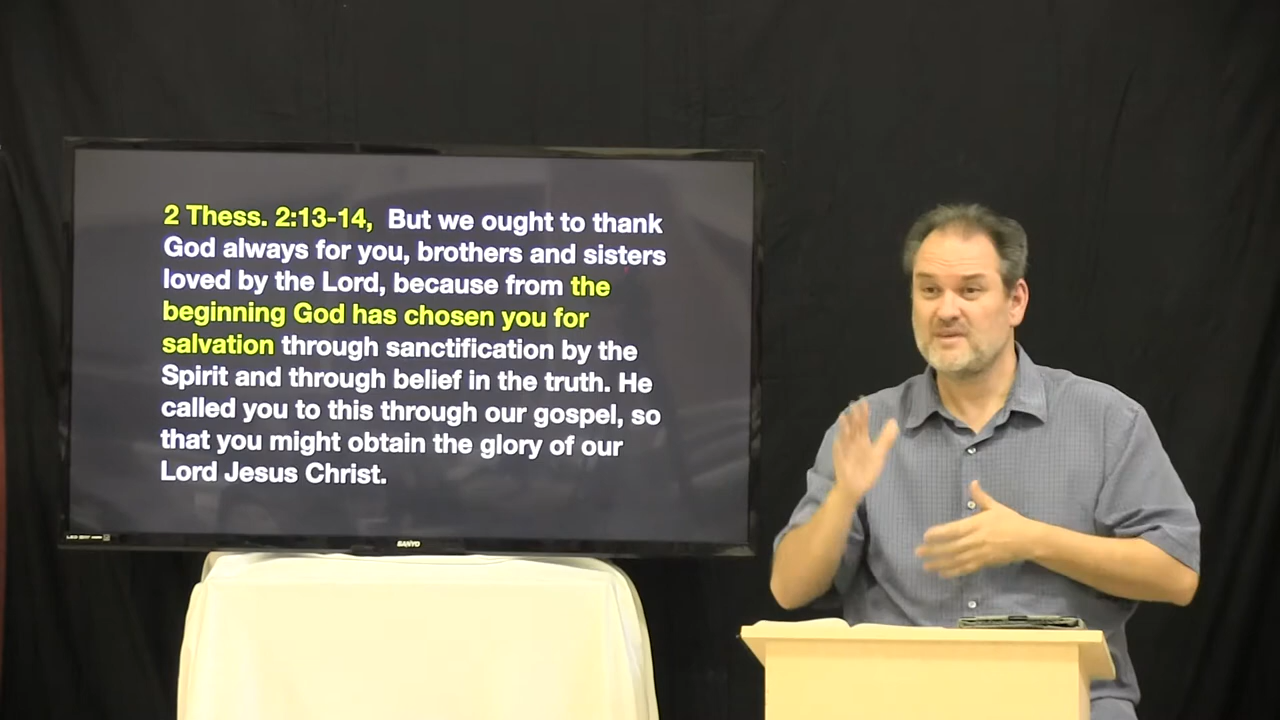 2 Thess. 2:13-14, But we ought to thank
God always for you, brothers and sisters
loved by the Lord, because from the
beginning God has chosen you for
salvation through sanctification by the
Spirit and through belief in the truth. He
called you to this through our gospel, so
that you might obtain the glory of our
Lord Jesus Christ.
SANYO